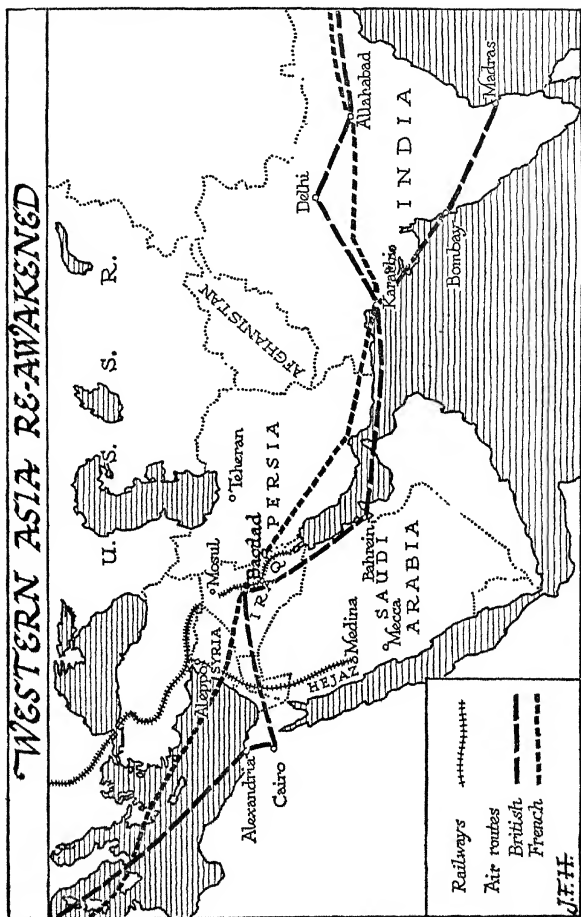 WESTERN ASIA RE-AWAKENED
U. S. S. R.
AFGHANISTAN
Teheran
PERSIA
Mosul
Bagdad
IRAQ
Aleppo
SYRIA
Alexandria
Cairo
HEJAZ
Medina
Mecca
SAUDI
ARABIA
Bahrein
Karachi
Delhi
Allahabad
INDIA
Bombay
Madras
Railways
Air routes
British
French
J.F.H.